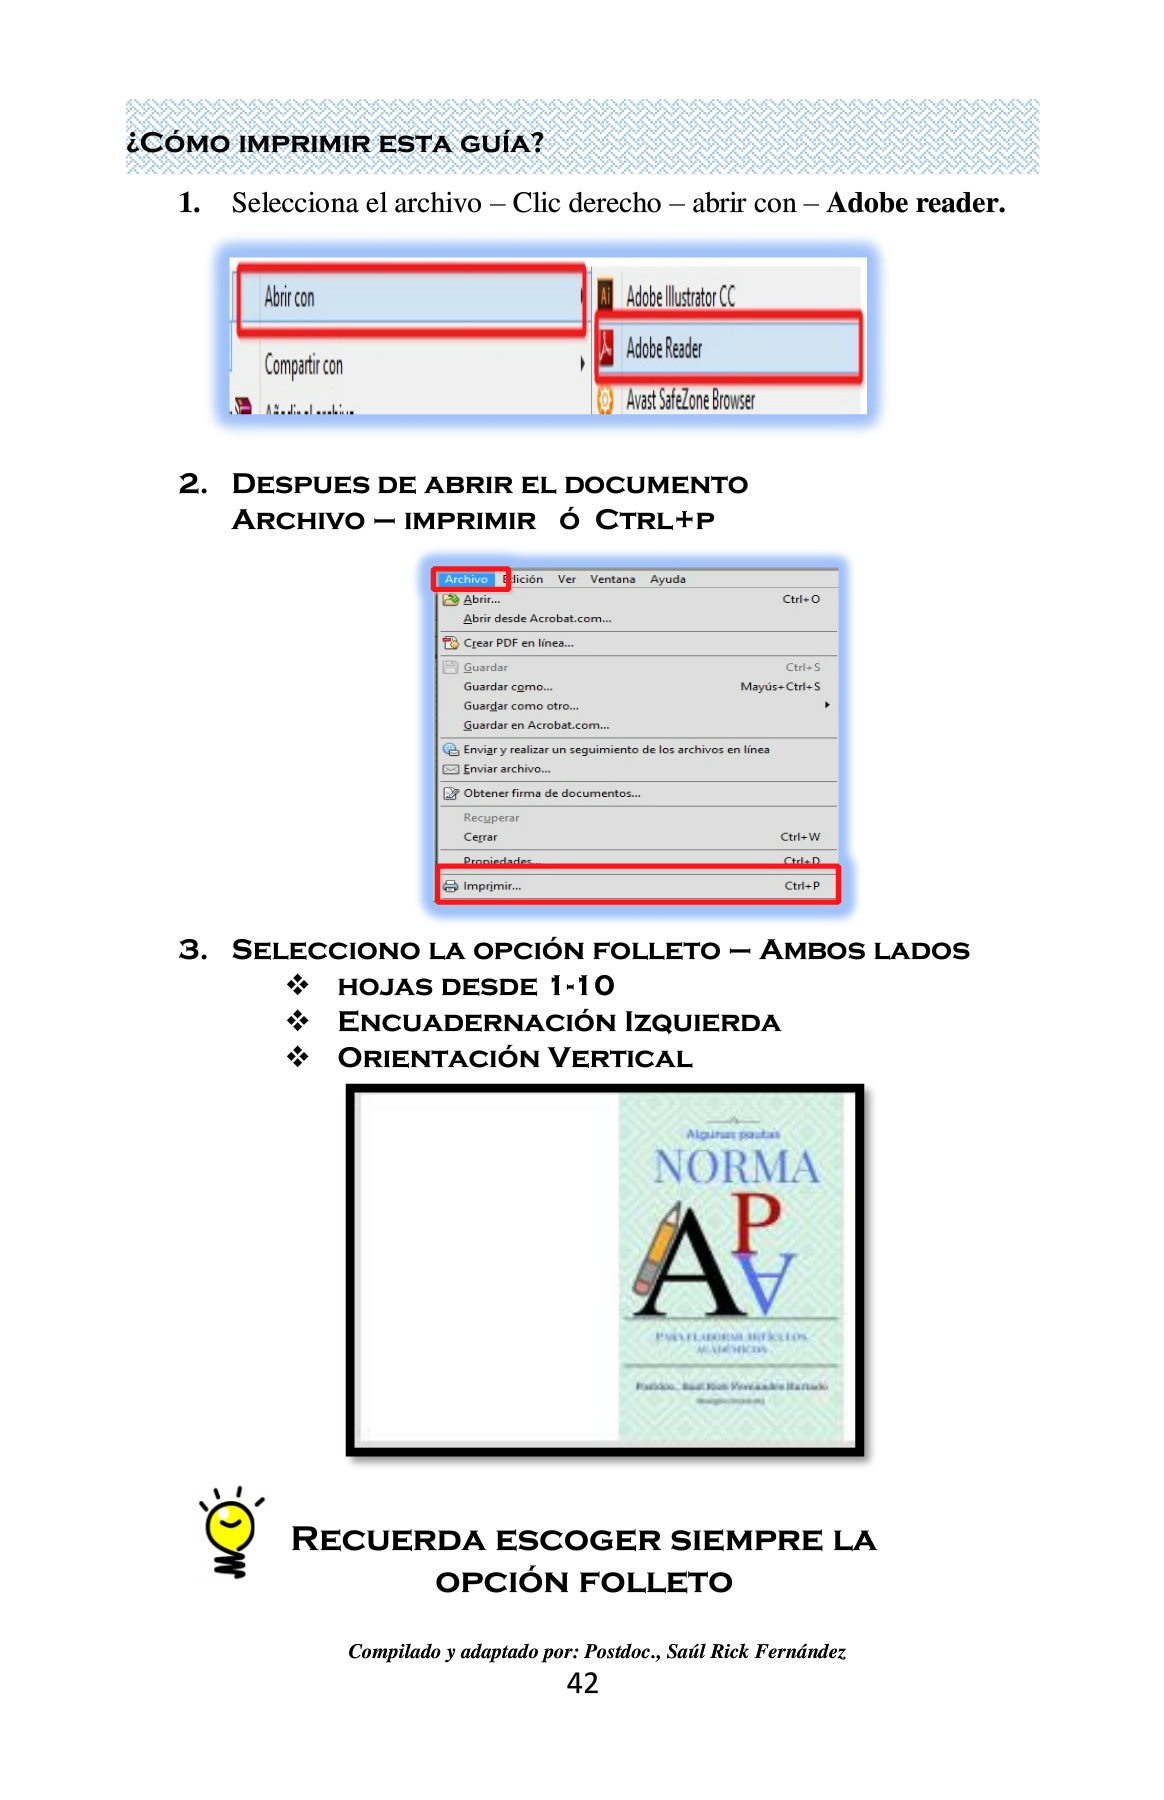 ¿Cómo imprimir esta guía?
1. Selecciona el archivo – Clic derecho – abrir con – Adobe reader.
Abrir con
Compartir con
Ai Adobe Illustrator CC
Adobe Reader
Avast SafeZone Browser
2. Despues de abrir el documento
Archivo – imprimir ó Ctrl+p
Archivo Edición Ver Ventana Ayuda
Abrir... Ctrl+O
Abrir desde Acrobat.com...
Crear PDF en línea...
Guardar Ctrl+S
Guardar como... Mayús+Ctrl+S
Guardar como otro...
Guardar en Acrobat.com...
Enviar y realizar un seguimiento de los archivos en línea
Enviar archivo...
Obtener firma de documentos...
Recuperar
Cerrar Ctrl+W
Propiedades... Ctrl+D
Imprimir... Ctrl+P
3. Selecciono la opción folleto – Ambos lados
❖ hojas desde 1-10
❖ Encuadernación Izquierda
❖ Orientación Vertical
Algunas pautas
NORMA
APA
Para elaborar artículos
académicos
Recuerda escoger siempre la
opción folleto
Compilado y adaptado por: Postdoc., Saúl Rick Fernández
42